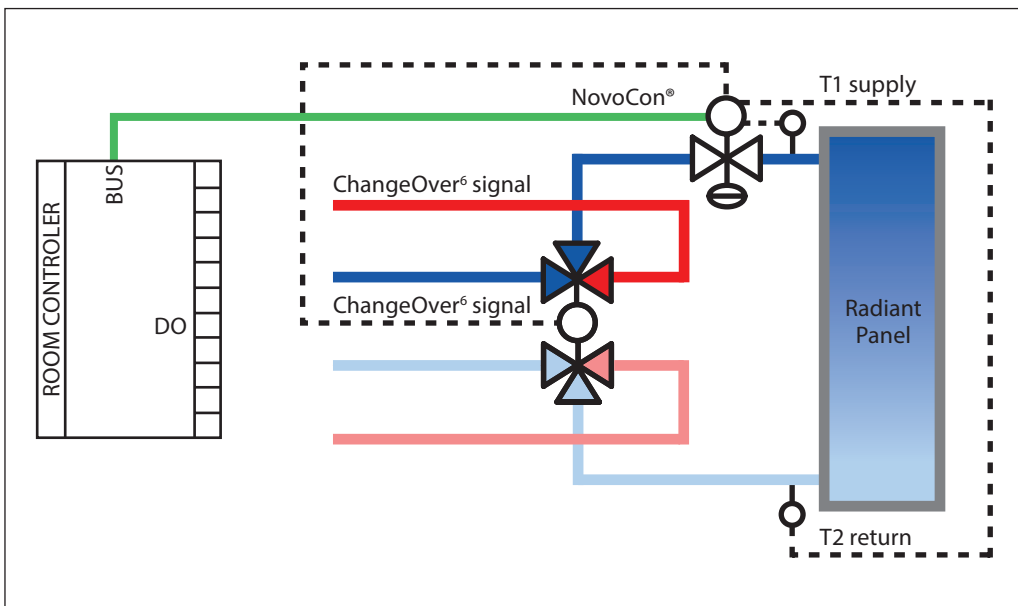 T1 supply
NovoCon®
BUS
ChangeOver⁶ signal
ROOM CONTROLER
ChangeOver⁶ signal
DO
Radiant
Panel
T2 return